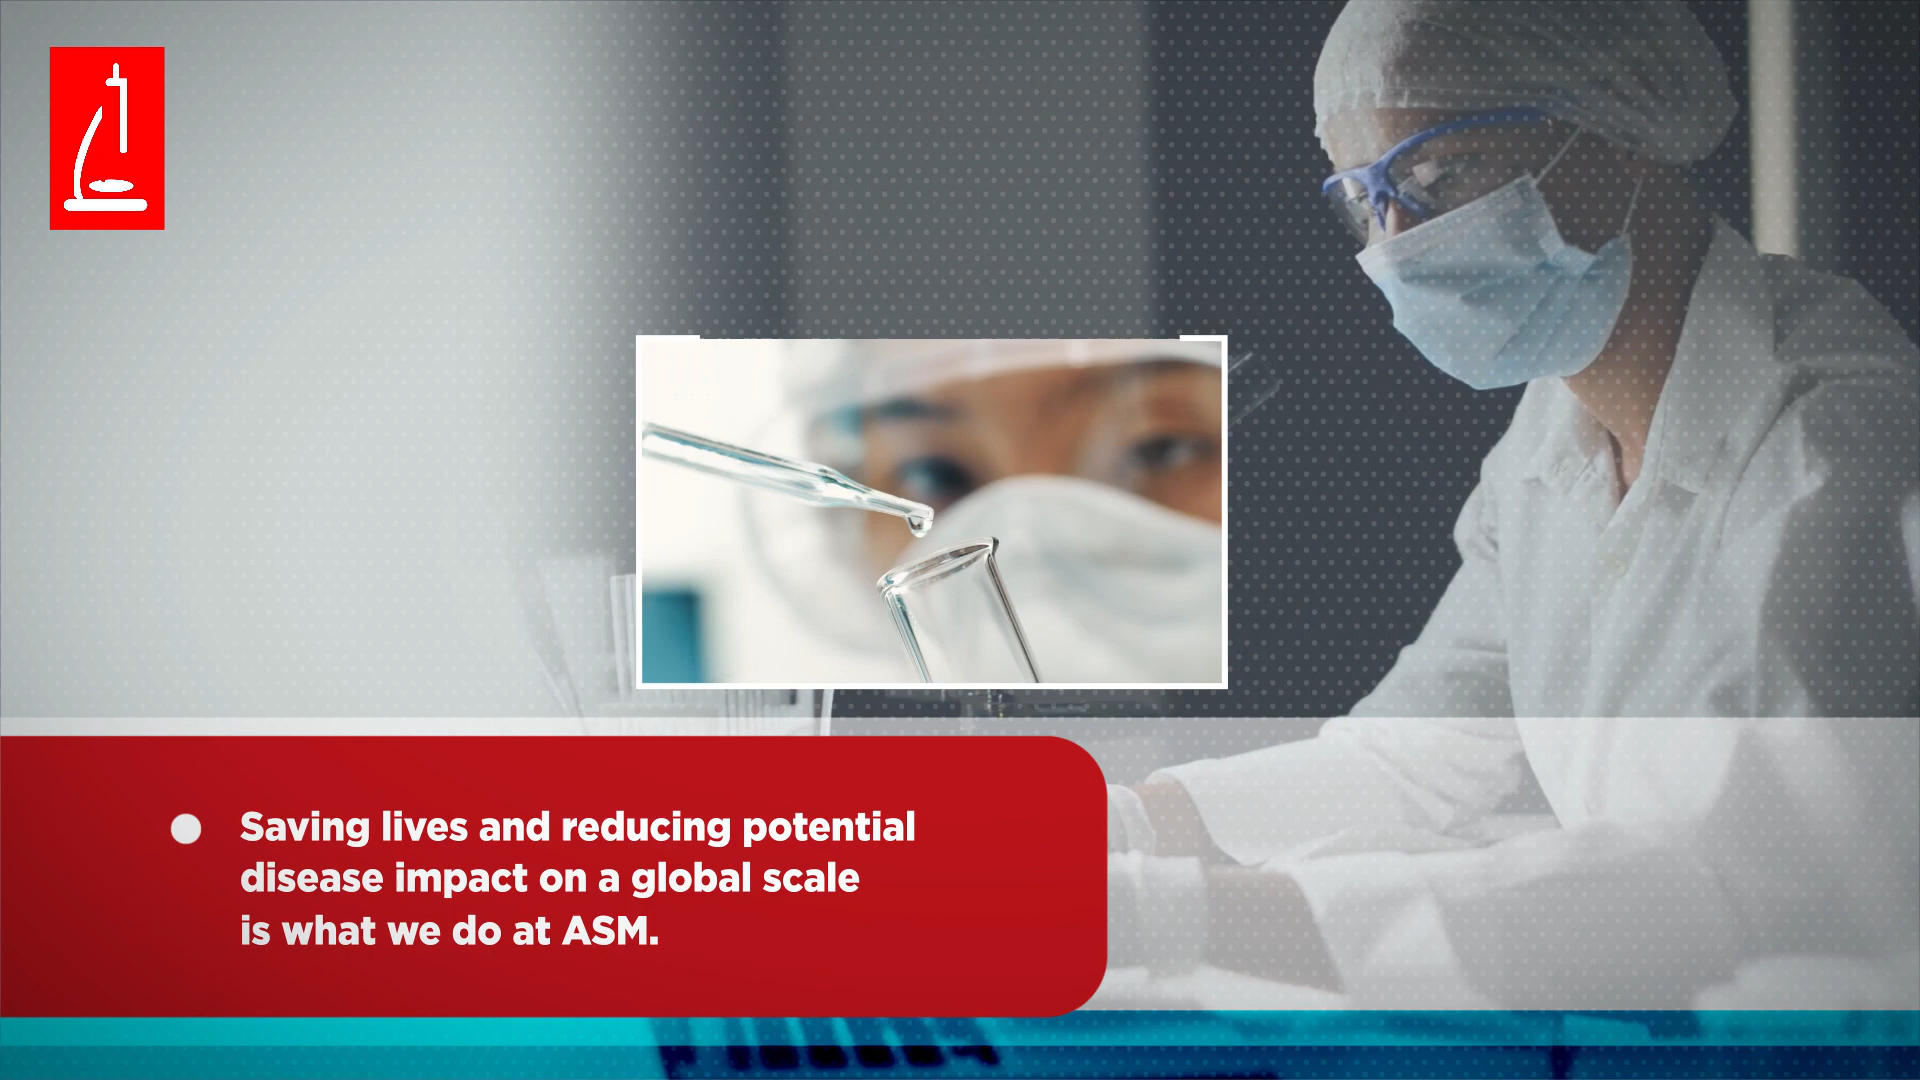 Saving lives and reducing potential
disease impact on a global scale
is what we do at ASM.